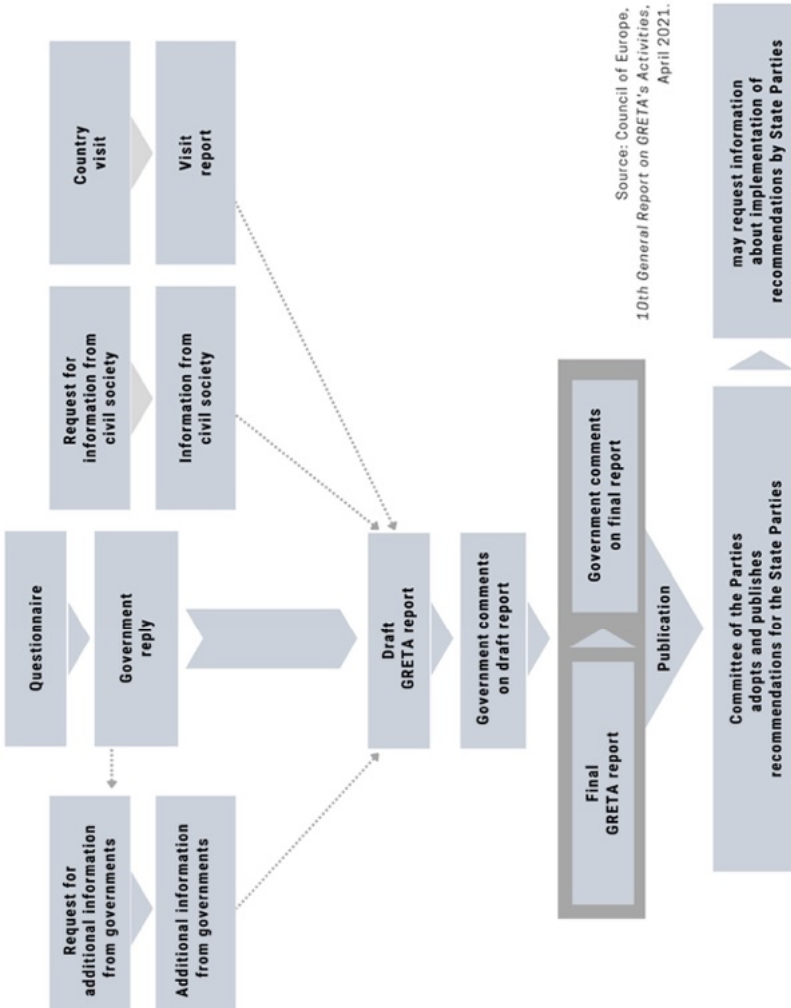 Questionnaire
Government
reply
Request for
additional information
from governments
Additional information
from governments
Request for
information from
civil society
Information from
civil society
Country
visit
Visit
report
Draft
GRETA report
Government comments
on draft report
Final
GRETA report
Government comments
on final report
Publication
Committee of the Parties
adopts and publishes
recommendations for the State Parties
may request information
about implementation of
recommendations by State Parties
Source: Council of Europe,
10th General Report on GRETA's Activities,
April 2021.